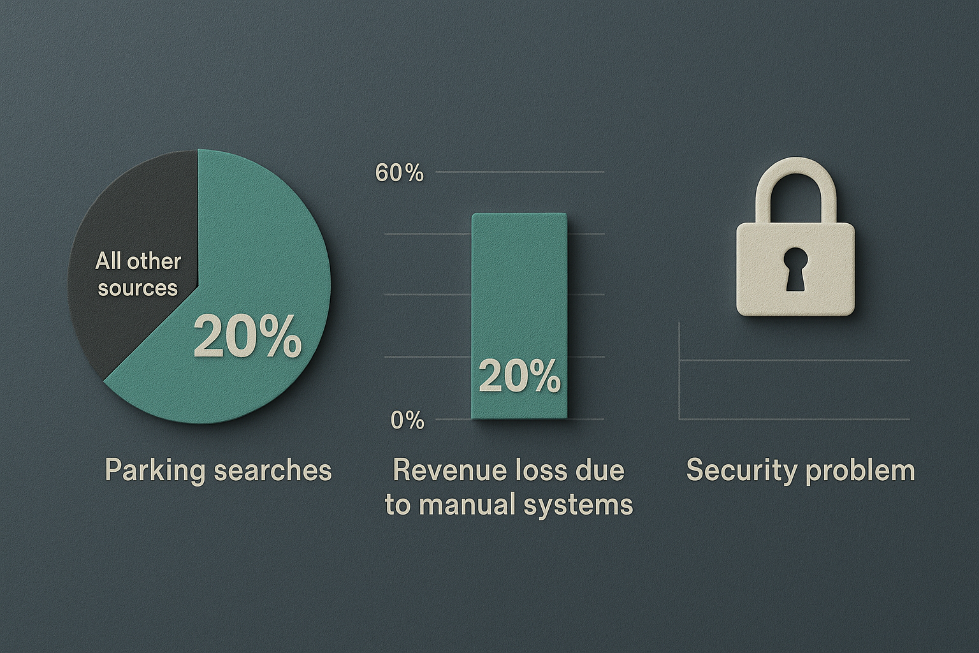 All other
sources
20%
Parking searches
60%
20%
0%
Revenue loss due
to manual systems
Security problem